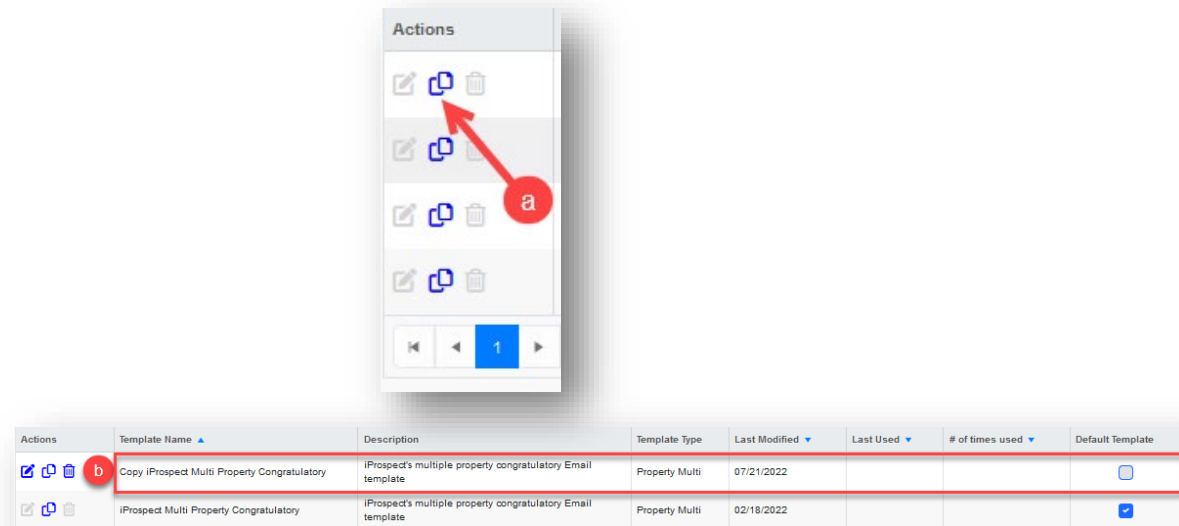 Actions
a
1
Actions Template Name Description Template Type Last Modified Last Used # of times used Default Template
b Copy iProspect Multi Property Congratulatory iProspect's multiple property congratulatory Email Property Multi 07/21/2022
template
iProspect Multi Property Congratulatory iProspect's multiple property congratulatory Email Property Multi 02/18/2022
template